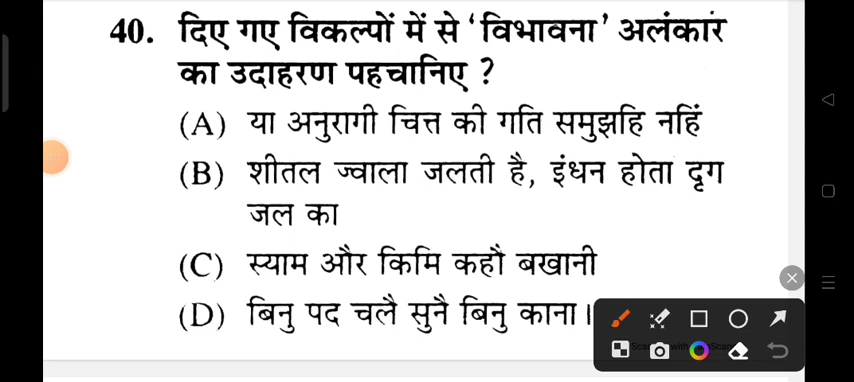 40. दिए गए विकल्पों में से ‘विभावना’ अलंकार
का उदाहरण पहचानिए ?
(A) या अनुरागी चित्त की गति समुझहि नहिं
(B) शीतल ज्वाला जलती है, इंधन होता दृग
जल का
(C) स्याम और किमि कहौ बखानी
(D) बिनु पद चलै सुनै बिनु काना।